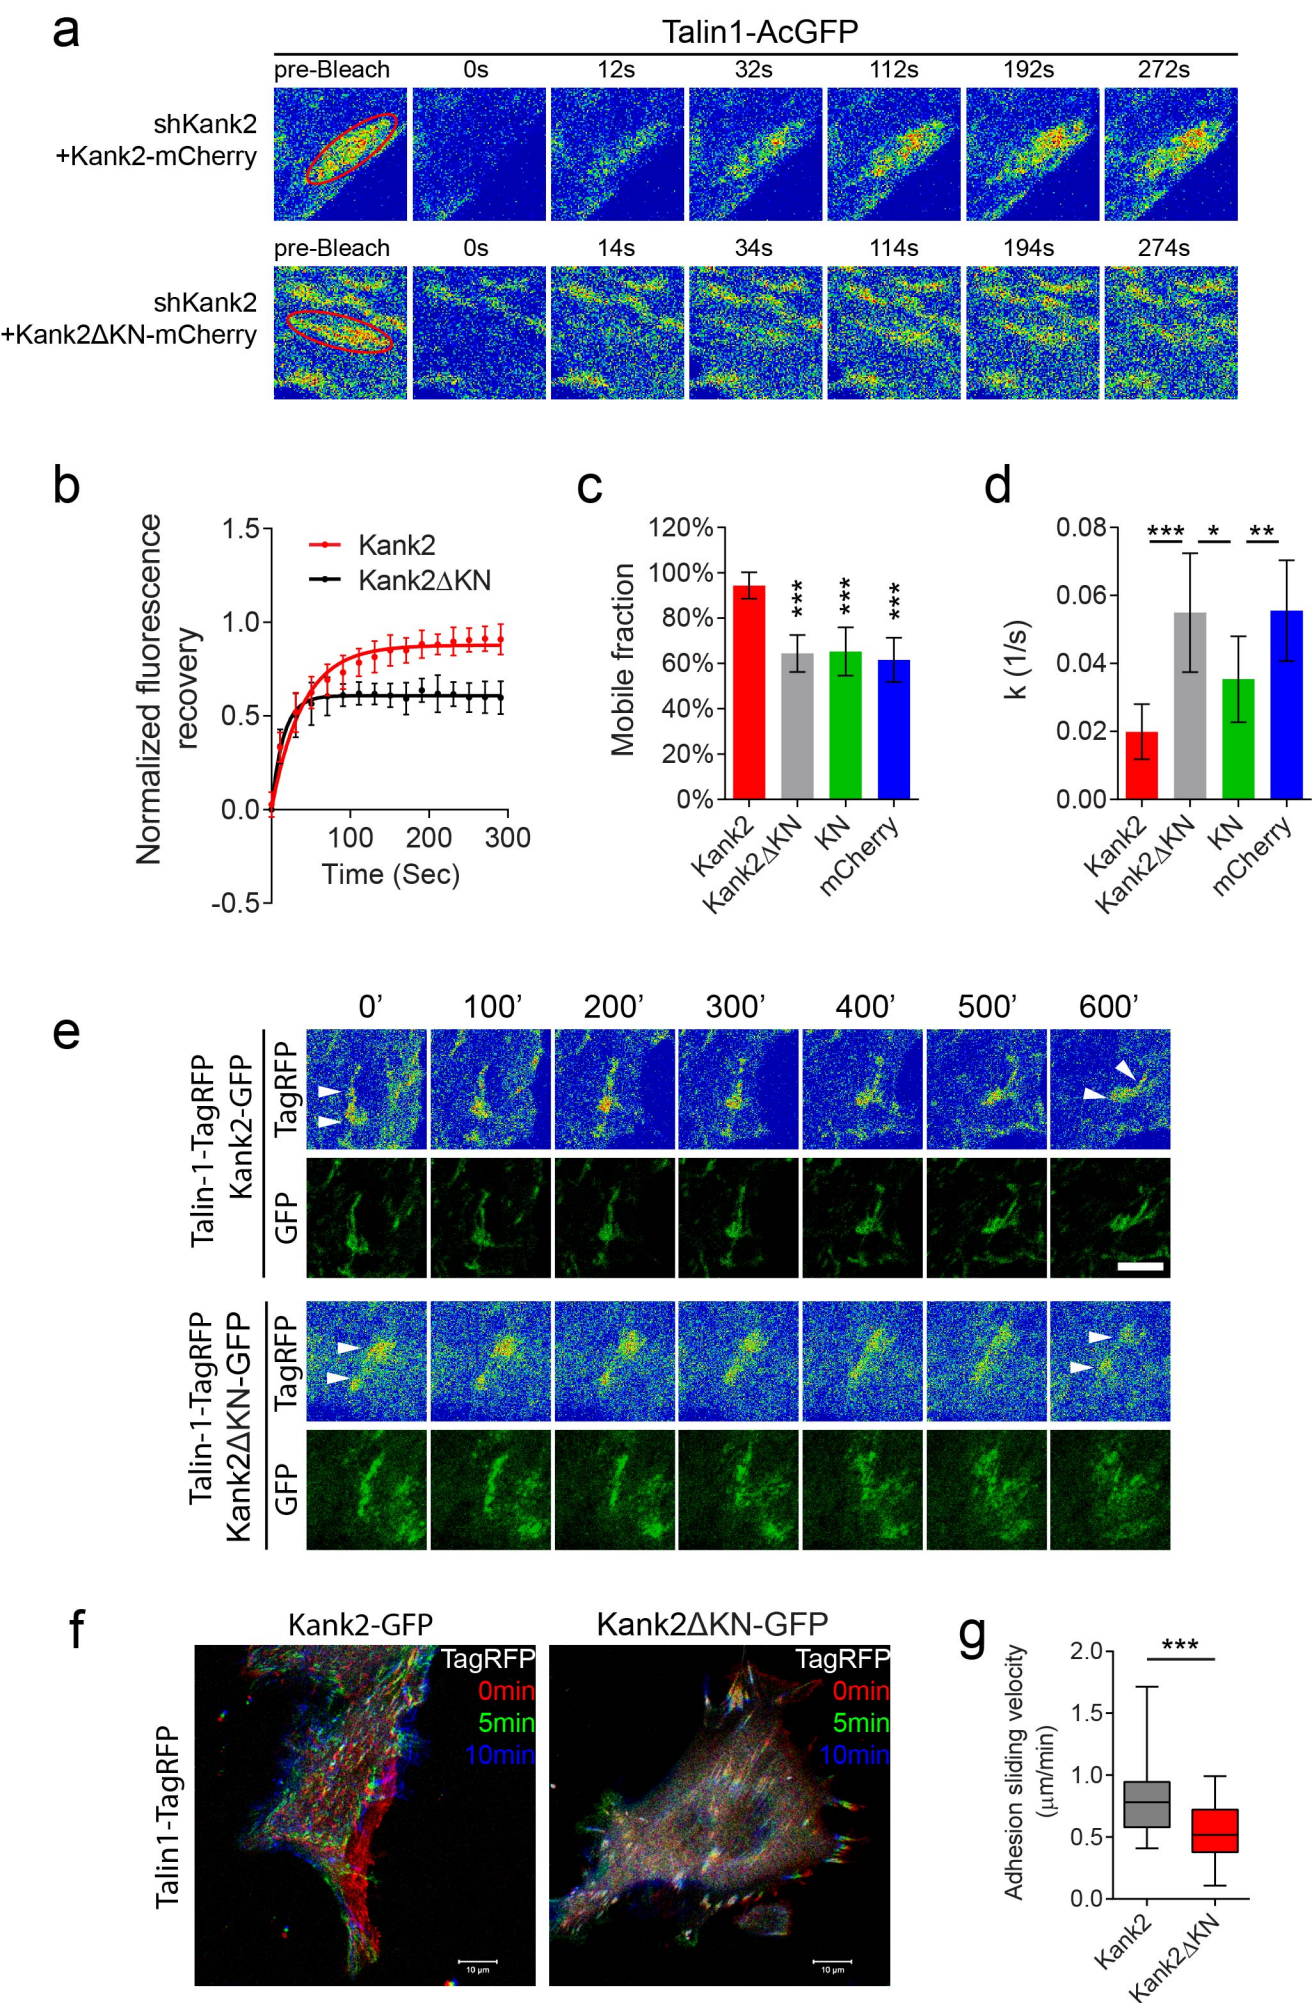 a
Talin1-AcGFP
pre-Bleach 0s 12s 32s 112s 192s 272s
shKank2
+Kank2-mCherry
pre-Bleach 0s 14s 34s 114s 194s 274s
shKank2
+Kank2ΔKN-mCherry
b
Normalized fluorescence
recovery
1.5
1.0
0.5
0.0
-0.5
Kank2
Kank2ΔKN
100 200 300
Time (Sec)
c
Mobile fraction
120%
100%
80%
60%
40%
20%
0%
*** *** ***
Kank2
Kank2ΔKN
KN
mCherry
d
k (1/s)
0.08
0.06
0.04
0.02
0.00
*** * **
Kank2
Kank2ΔKN
KN
mCherry
e
0’ 100’ 200’ 300’ 400’ 500’ 600’
Talin-1-TagRFP
Kank2-GFP
TagRFP
GFP
Talin-1-TagRFP
Kank2ΔKN-GFP
TagRFP
GFP
f
Kank2-GFP
Kank2ΔKN-GFP
Talin1-TagRFP
TagRFP
0min
5min
10min
10 µm
TagRFP
0min
5min
10min
10 µm
g
Adhesion sliding velocity
(µm/min)
2.0
1.5
1.0
0.5
0.0
***
Kank2
Kank2ΔKN